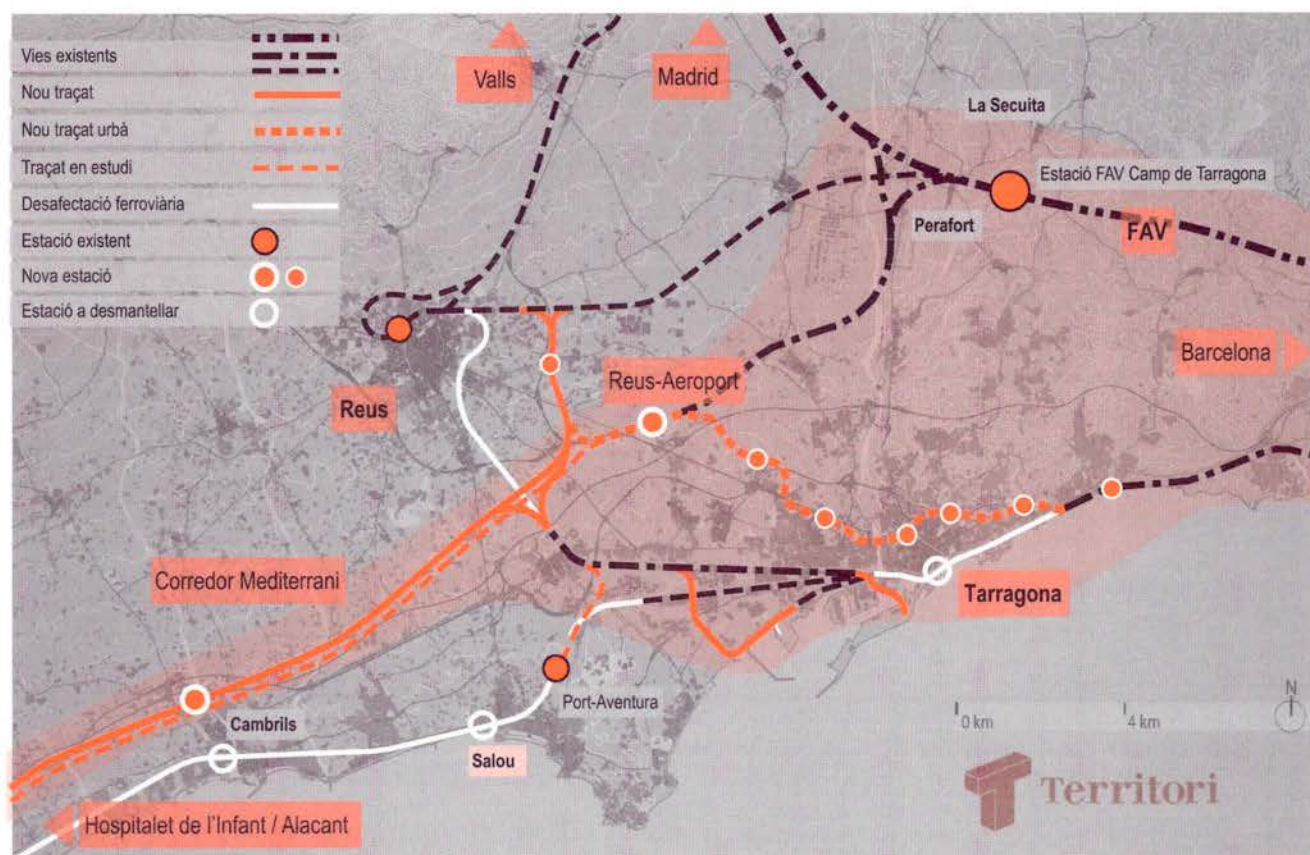 Vies existents
Nou traçat
Nou traçat urbà
Traçat en estudi
Desafectació ferroviària
Estació existent
Nova estació
Estació a desmantellar
Valls
Madrid
La Secuita
Estació FAV Camp de Tarragona
Perafort
FAV
Barcelona
Reus-Aeroport
Reus
Corredor Mediterrani
Tarragona
Port-Aventura
Cambrils
Salou
Hospitalet de l'Infant / Alacant
0 km
4 km
N
Territori